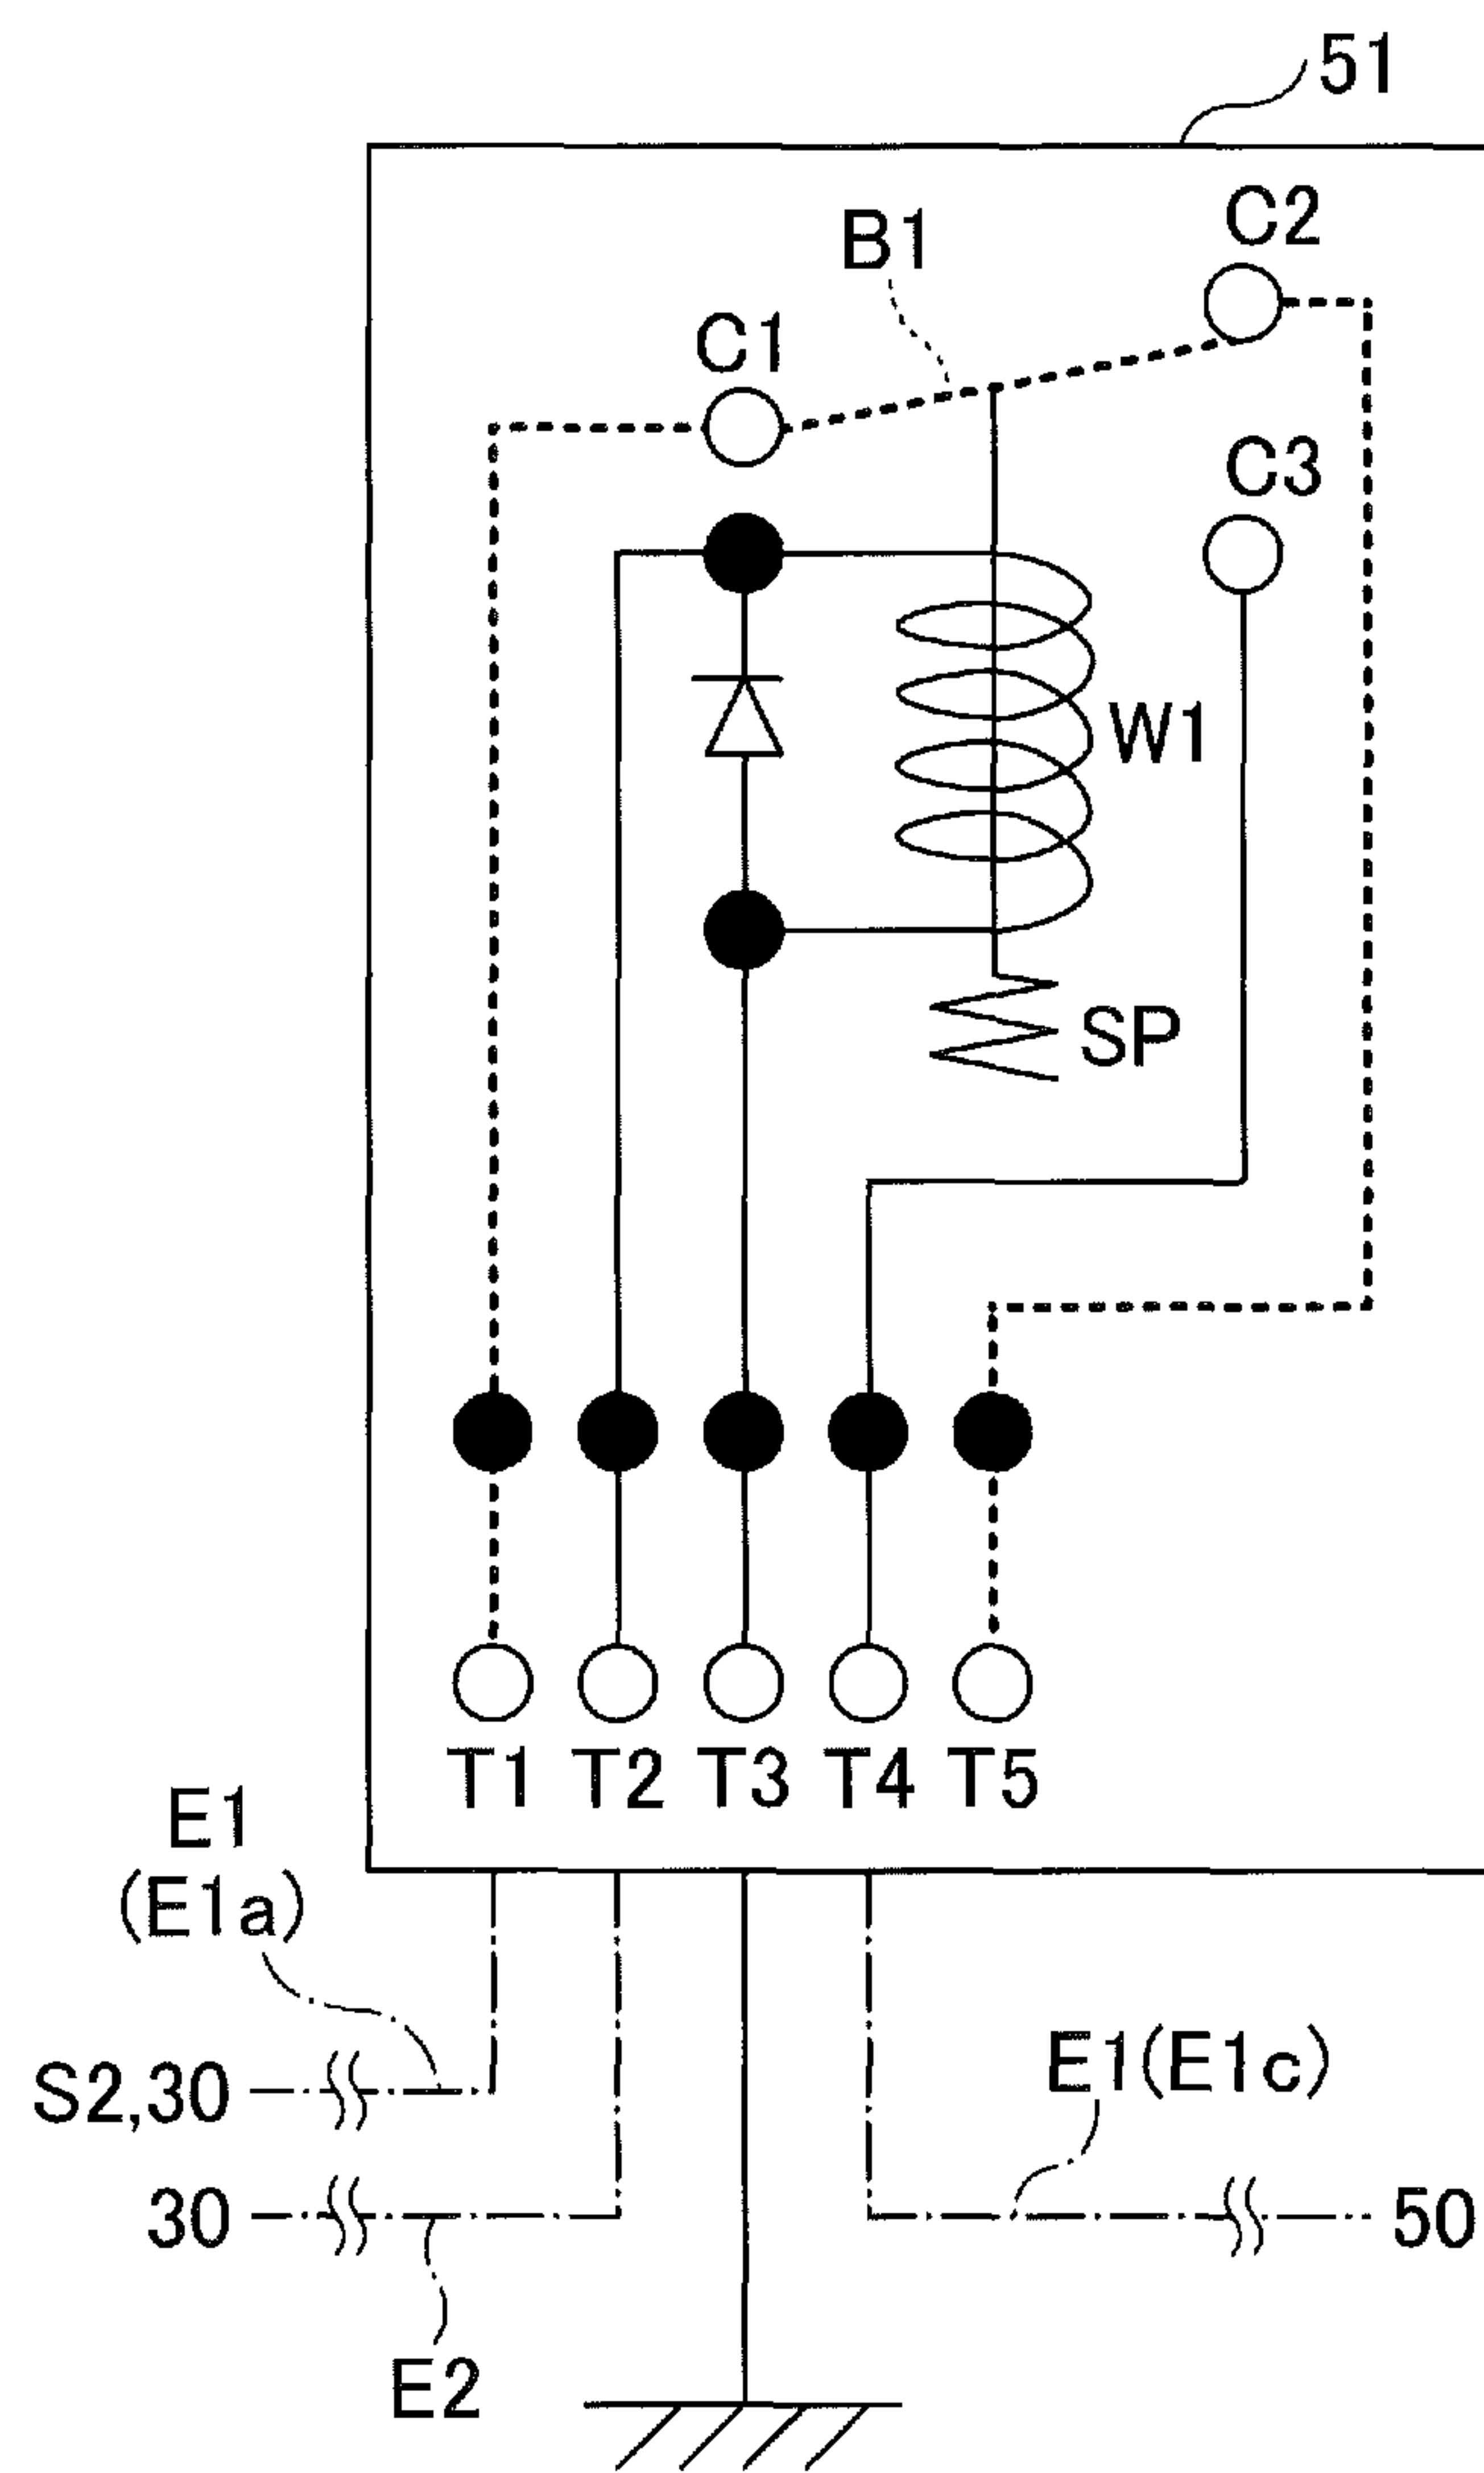 51
C2
B1
C1
C3
W1
SP
T1 T2 T3 T4 T5
E1
(E1a)
E1(E1c)
S2,30
30
50
E2